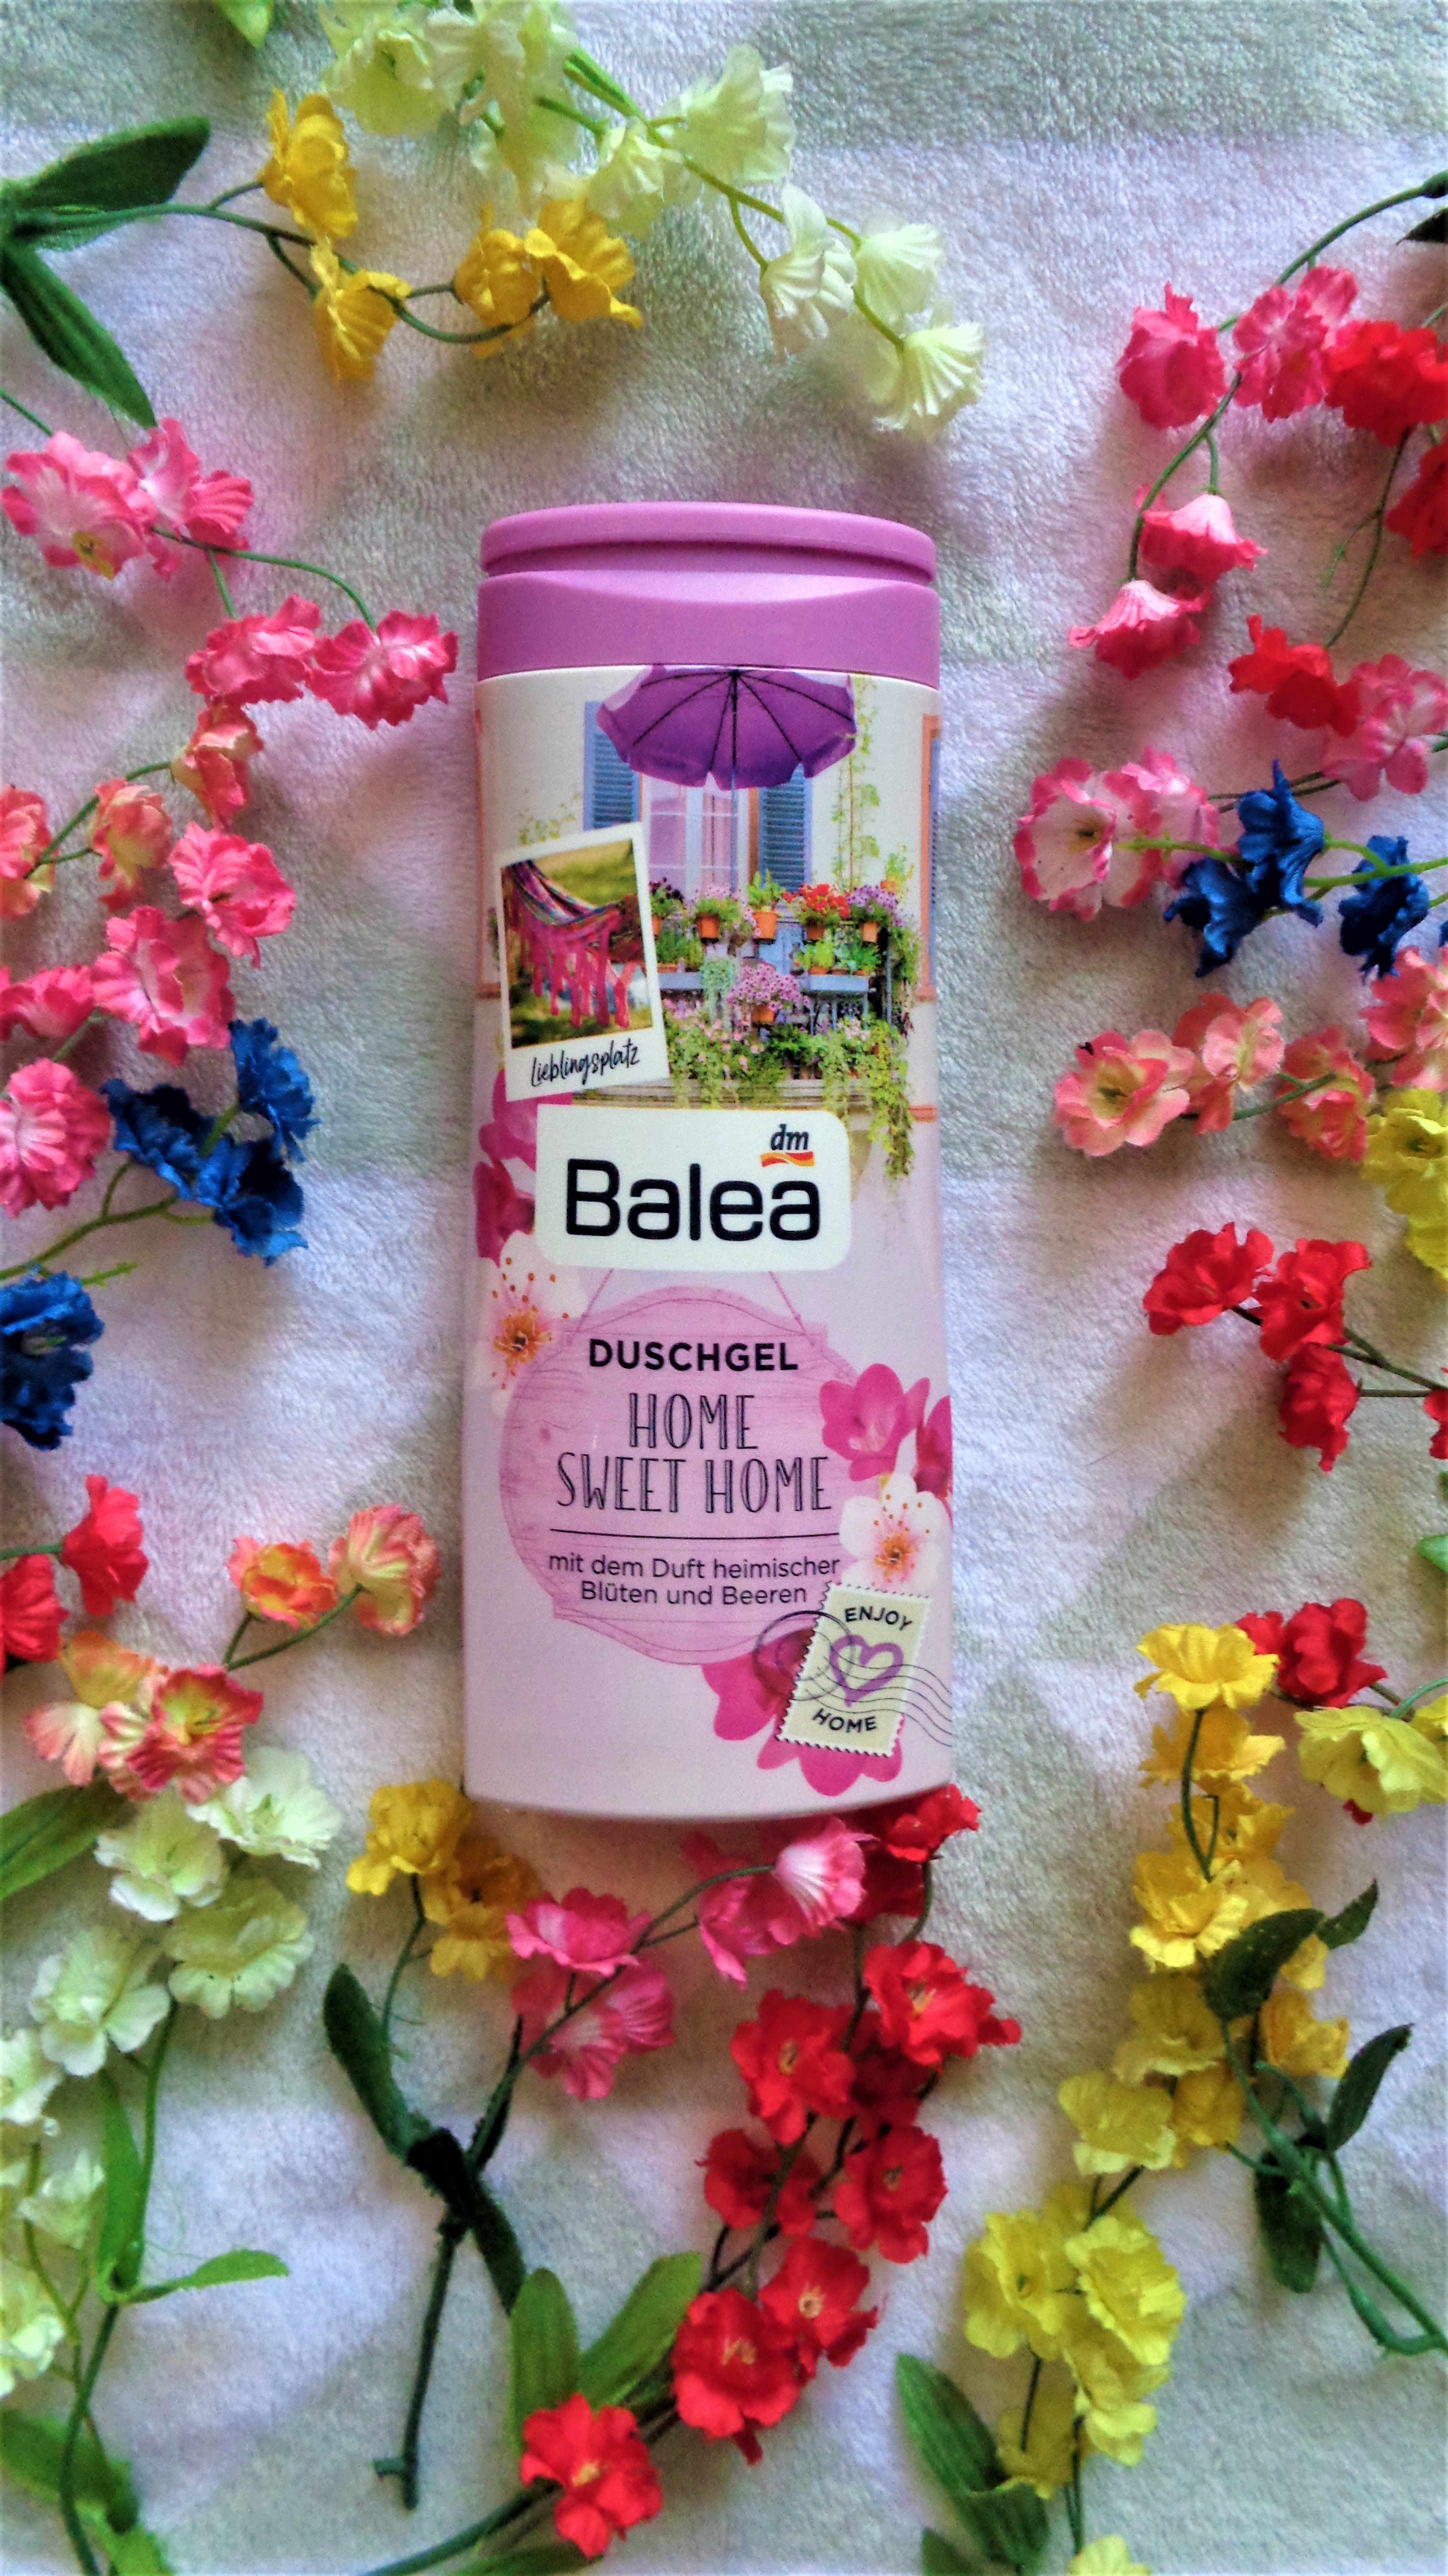 Lieblingsplatz
dm
Balea
DUSCHGEL
HOME
SWEET HOME
mit dem Duft heimischer
Blüten und Beeren
ENJOY
HOME